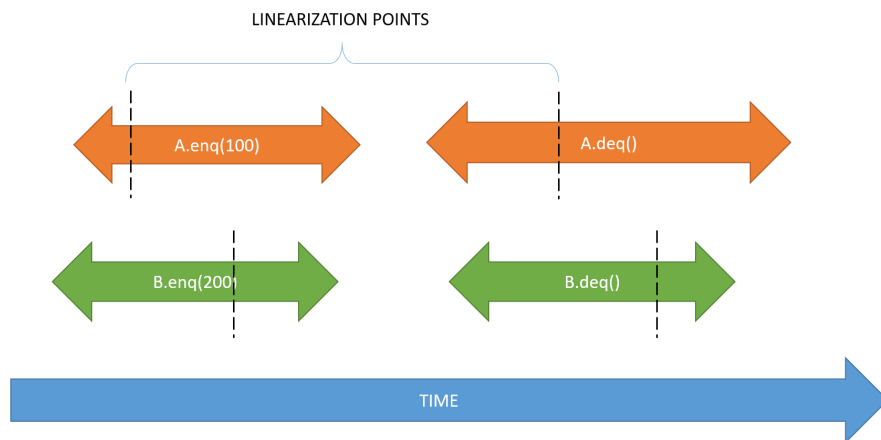 LINEARIZATION POINTS
A.enq(100)
A.deq()
B.enq(200)
B.deq()
TIME